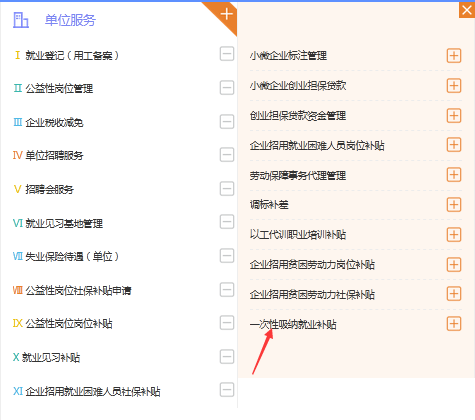 单位服务
I 就业登记（用工备案）
II 公益性岗位管理
III 企业税收减免
IV 单位招聘服务
V 招聘会服务
VI 就业见习基地管理
VII 失业保险待遇（单位）
VIII 公益性岗位社保补贴申请
IX 公益性岗位岗位补贴
X 就业见习补贴
XI 企业招用就业困难人员社保补贴
小微企业标注管理
小微企业创业担保贷款
创业担保贷款资金管理
企业招用就业困难人员岗位补贴
劳动保障事务代理管理
调标补差
以工代训职业培训补贴
企业招用贫困劳动力岗位补贴
企业招用贫困劳动力社保补贴
一次性吸纳就业补贴